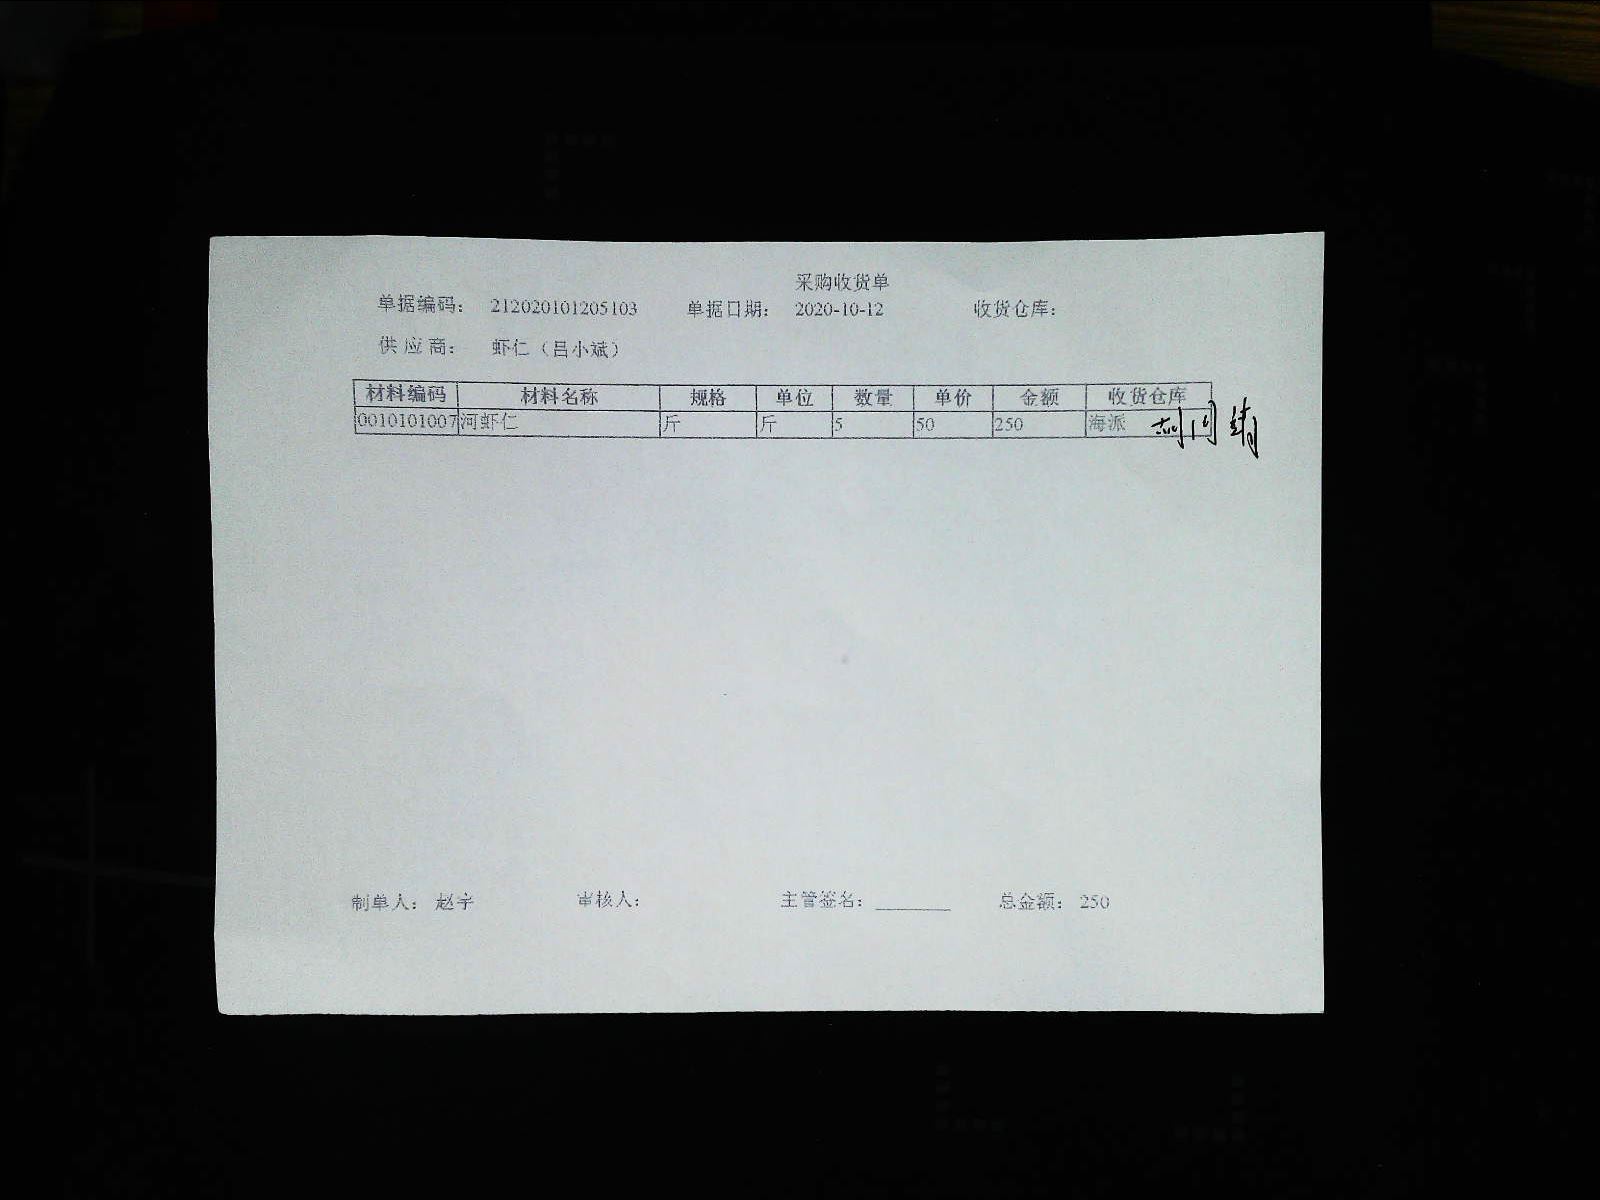 采购收货单
单据编码： 212020101205103 单据日期： 2020-10-12 收货仓库：
供应商： 虾仁（吕小斌）
材料编码 材料名称 规格 单位 数量 单价 金额 收货仓库
0010101007 河虾仁 斤 斤 5 50 250 海派
制单人： 赵宇 审核人： 主管签名： ________ 总金额： 250